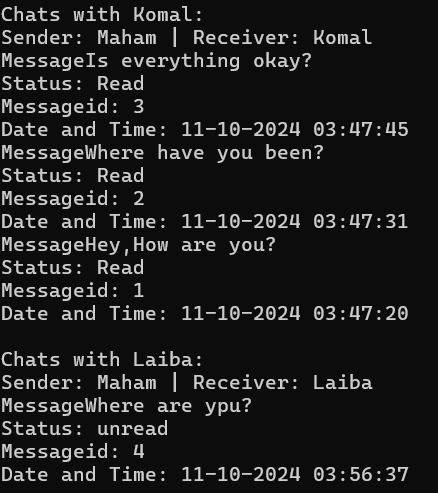 Chats with Komal:
Sender: Maham | Receiver: Komal
MessageIs everything okay?
Status: Read
Messageid: 3
Date and Time: 11-10-2024 03:47:45
MessageWhere have you been?
Status: Read
Messageid: 2
Date and Time: 11-10-2024 03:47:31
MessageHey,How are you?
Status: Read
Messageid: 1
Date and Time: 11-10-2024 03:47:20
Chats with Laiba:
Sender: Maham | Receiver: Laiba
MessageWhere are ypu?
Status: unread
Messageid: 4
Date and Time: 11-10-2024 03:56:37